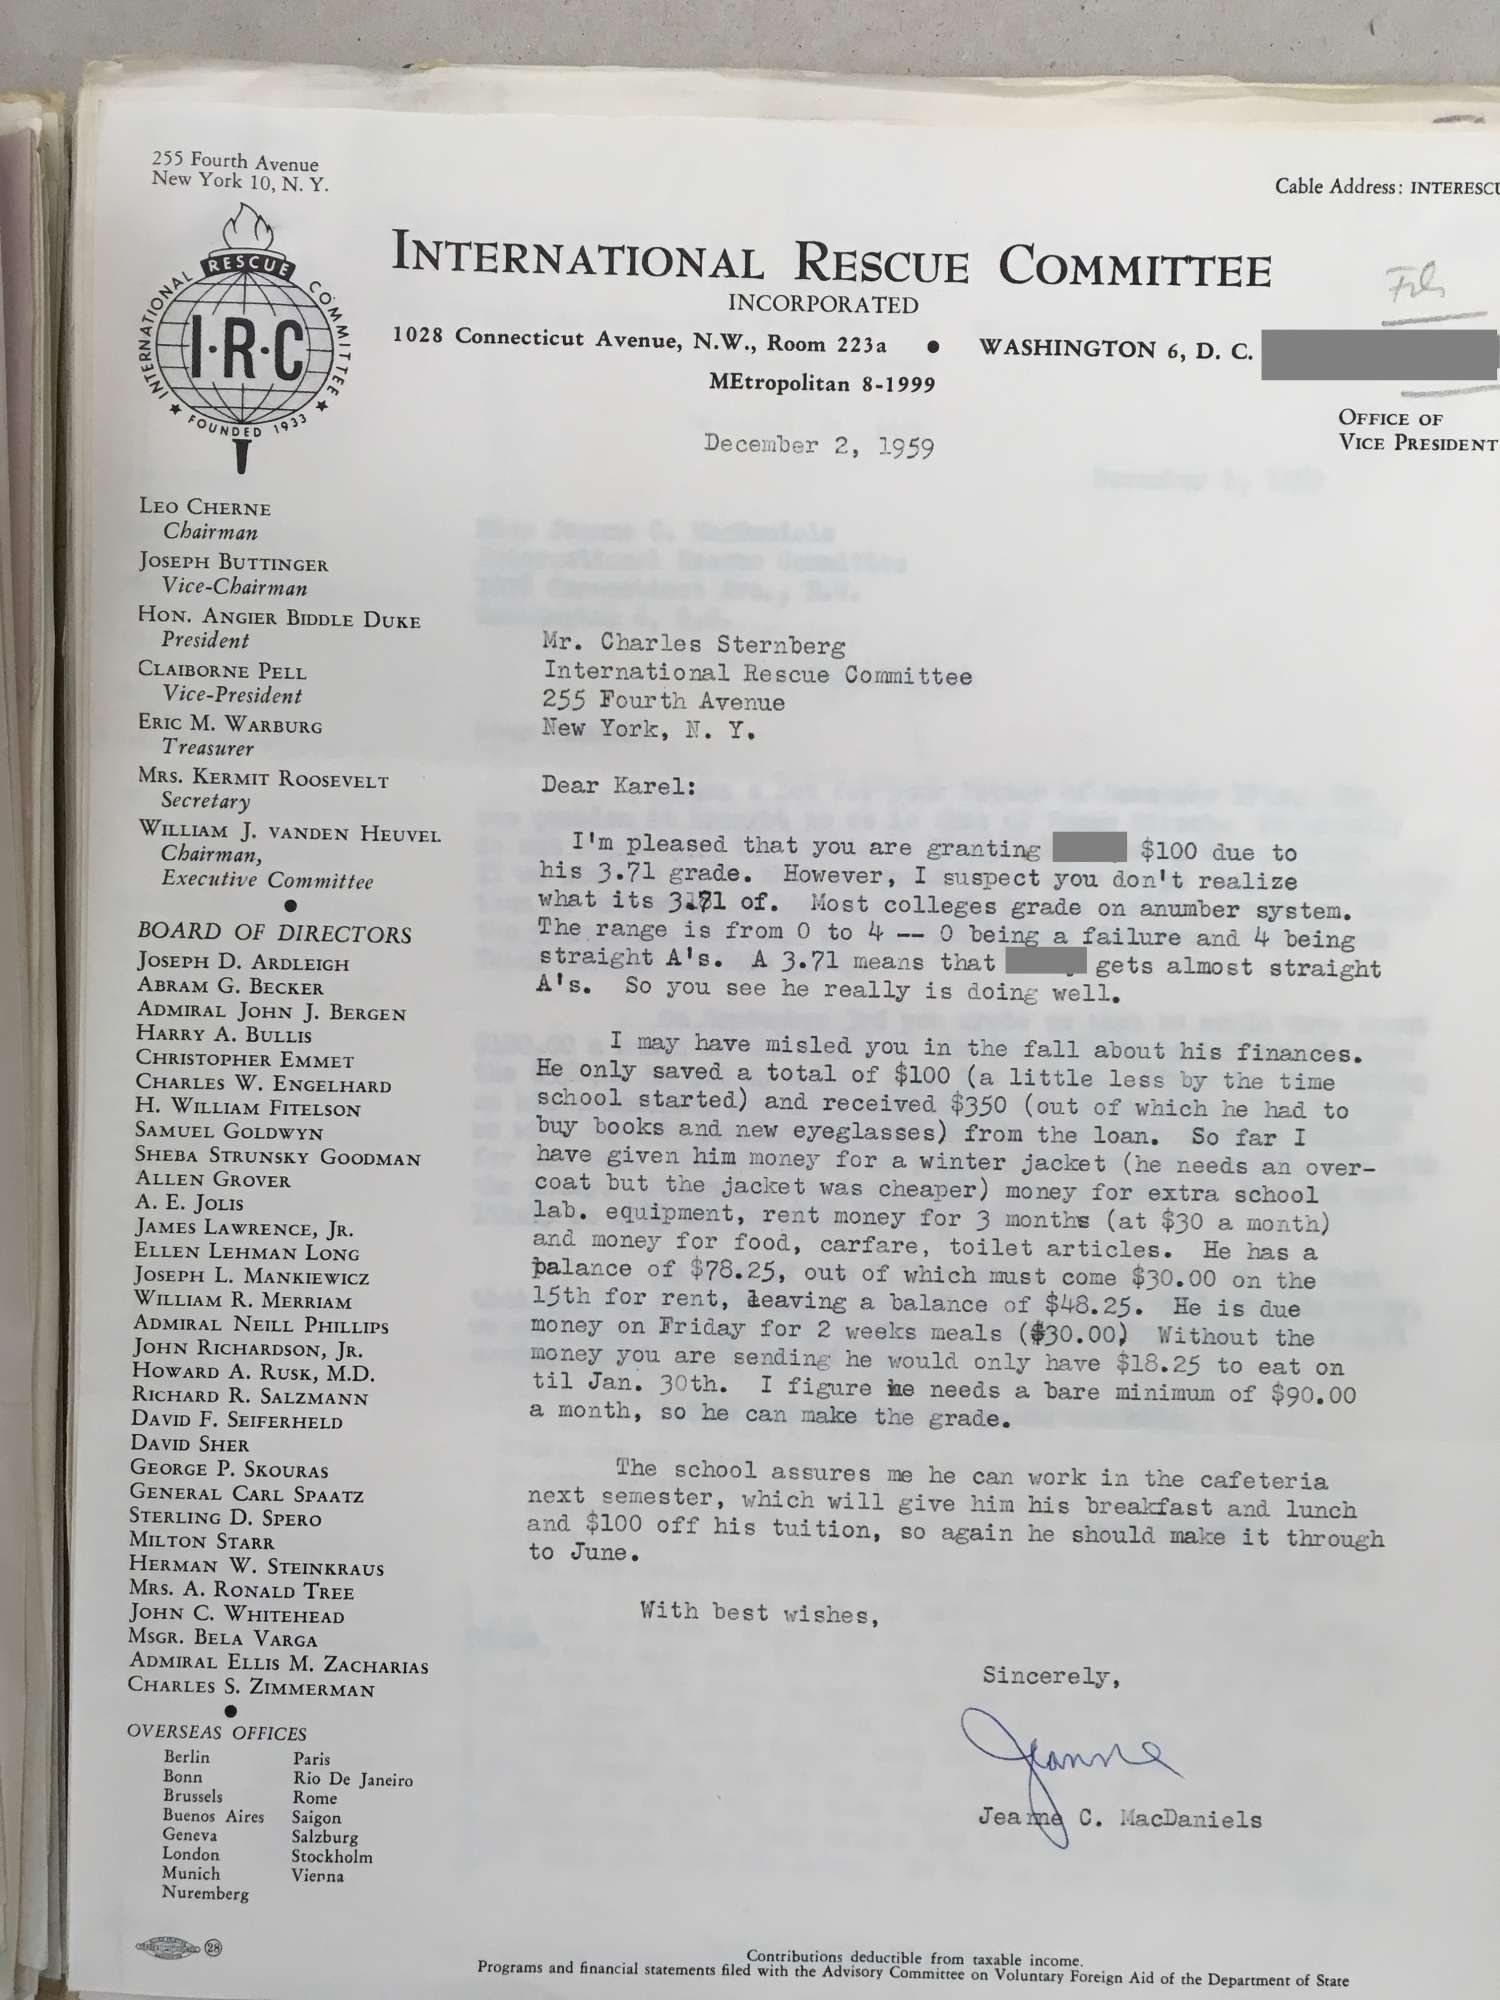 255 Fourth Avenue
New York 10, N. Y.
Cable Address: INTERESCU
INTERNATIONAL RESCUE COMMITTEE
RESCUE
I·R·C
★ FOUNDED 1933 ★
INTERNATIONAL RESCUE COMMITTEE
INCORPORATED
1028 Connecticut Avenue, N.W., Room 223a ● WASHINGTON 6, D. C.
MEtropolitan 8-1999
OFFICE OF
VICE PRESIDENT
December 2, 1959
LEO CHERNE
Chairman
JOSEPH BUTTINGER
Vice-Chairman
HON. ANGIER BIDDLE DUKE
President
CLAIBORNE PELL
Vice-President
ERIC M. WARBURG
Treasurer
MRS. KERMIT ROOSEVELT
Secretary
WILLIAM J. VANDEN HEUVEL
Chairman,
Executive Committee
●
BOARD OF DIRECTORS
JOSEPH D. ARDLEIGH
ABRAM G. BECKER
ADMIRAL JOHN J. BERGEN
HARRY A. BULLIS
CHRISTOPHER EMMET
CHARLES W. ENGELHARD
H. WILLIAM FITELSON
SAMUEL GOLDWYN
SHEBA STRUNSKY GOODMAN
ALLEN GROVER
A. E. JOLIS
JAMES LAWRENCE, JR.
ELLEN LEHMAN LONG
JOSEPH L. MANKIEWICZ
WILLIAM R. MERRIAM
ADMIRAL NEILL PHILLIPS
JOHN RICHARDSON, JR.
HOWARD A. RUSK, M.D.
RICHARD R. SALZMANN
DAVID F. SEIFERHELD
DAVID SHER
GEORGE P. SKOURAS
GENERAL CARL SPAATZ
STERLING D. SPERO
MILTON STARR
HERMAN W. STEINKRAUS
MRS. A. RONALD TREE
JOHN C. WHITEHEAD
MSGR. BELA VARGA
ADMIRAL ELLIS M. ZACHARIAS
CHARLES S. ZIMMERMAN
●
OVERSEAS OFFICES
Berlin Paris
Bonn Rio De Janeiro
Brussels Rome
Buenos Aires Saigon
Geneva Salzburg
London Stockholm
Munich Vienna
Nuremberg
28
Mr. Charles Sternberg
International Rescue Committee
255 Fourth Avenue
New York, N. Y.
Dear Karel:
I'm pleased that you are granting $100 due to
his 3.71 grade. However, I suspect you don't realize
what its 3.71 of. Most colleges grade on anumber system.
The range is from 0 to 4 -- 0 being a failure and 4 being
straight A's. A 3.71 means that gets almost straight
A's. So you see he really is doing well.
I may have misled you in the fall about his finances.
He only saved a total of $100 (a little less by the time
school started) and received $350 (out of which he had to
buy books and new eyeglasses) from the loan. So far I
have given him money for a winter jacket (he needs an over-
coat but the jacket was cheaper) money for extra school
lab. equipment, rent money for 3 months (at $30 a month)
and money for food, carfare, toilet articles. He has a
balance of $78.25, out of which must come $30.00 on the
15th for rent, leaving a balance of $48.25. He is due
money on Friday for 2 weeks meals ($30.00) Without the
money you are sending he would only have $18.25 to eat on
til Jan. 30th. I figure he needs a bare minimum of $90.00
a month, so he can make the grade.
The school assures me he can work in the cafeteria
next semester, which will give him his breakfast and lunch
and $100 off his tuition, so again he should make it through
to June.
With best wishes,
Sincerely,
Jeanne
Jeanne C. MacDaniels
Contributions deductible from taxable income.
Programs and financial statements filed with the Advisory Committee on Voluntary Foreign Aid of the Department of State